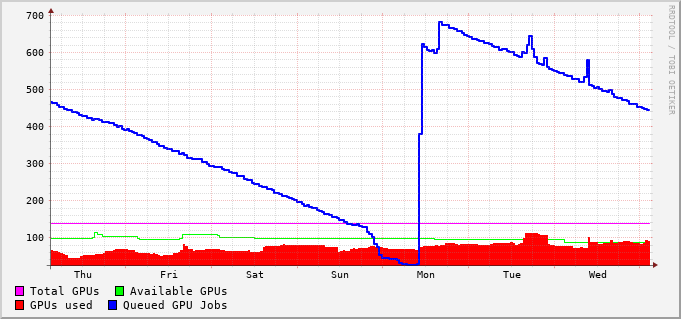 700
600
500
400
300
200
100
Thu Fri Sat Sun Mon Tue Wed
Total GPUs Available GPUs
GPUs used Queued GPU Jobs
RRDTOOL / TOBI OETIKER